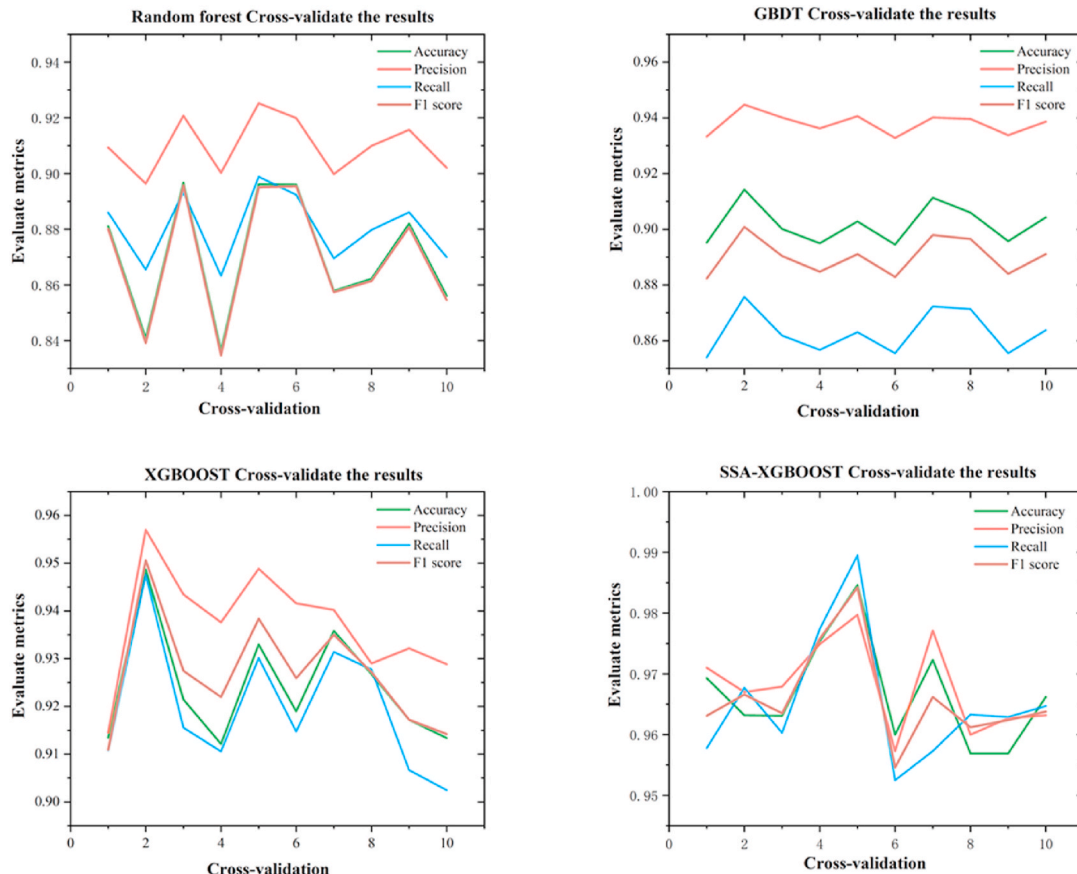 Random forest Cross-validate the results
Accuracy
Precision
Recall
F1 score
0.94
0.92
0.90
0.88
0.86
0.84
Evaluate metrics
0 2 4 6 8 10
Cross-validation
GBDT Cross-validate the results
Accuracy
Precision
Recall
F1 score
0.96
0.94
0.92
0.90
0.88
0.86
Evaluate metrics
0 2 4 6 8 10
Cross-validation
XGBOOST Cross-validate the results
Accuracy
Precision
Recall
F1 score
0.96
0.95
0.94
0.93
0.92
0.91
0.90
Evaluate metrics
0 2 4 6 8 10
Cross-validation
SSA-XGBOOST Cross-validate the results
Accuracy
Precision
Recall
F1 score
1.00
0.99
0.98
0.97
0.96
0.95
Evaluate metrics
0 2 4 6 8 10
Cross-validation